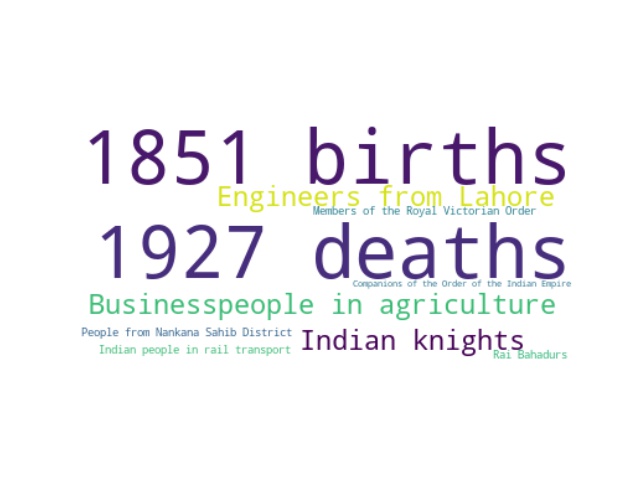 1851 births
Engineers from Lahore
Members of the Royal Victorian Order
1927 deaths
Companions of the Order of the Indian Empire
Businesspeople in agriculture
People from Nankana Sahib District
Indian knights
Indian people in rail transport
Rai Bahadurs